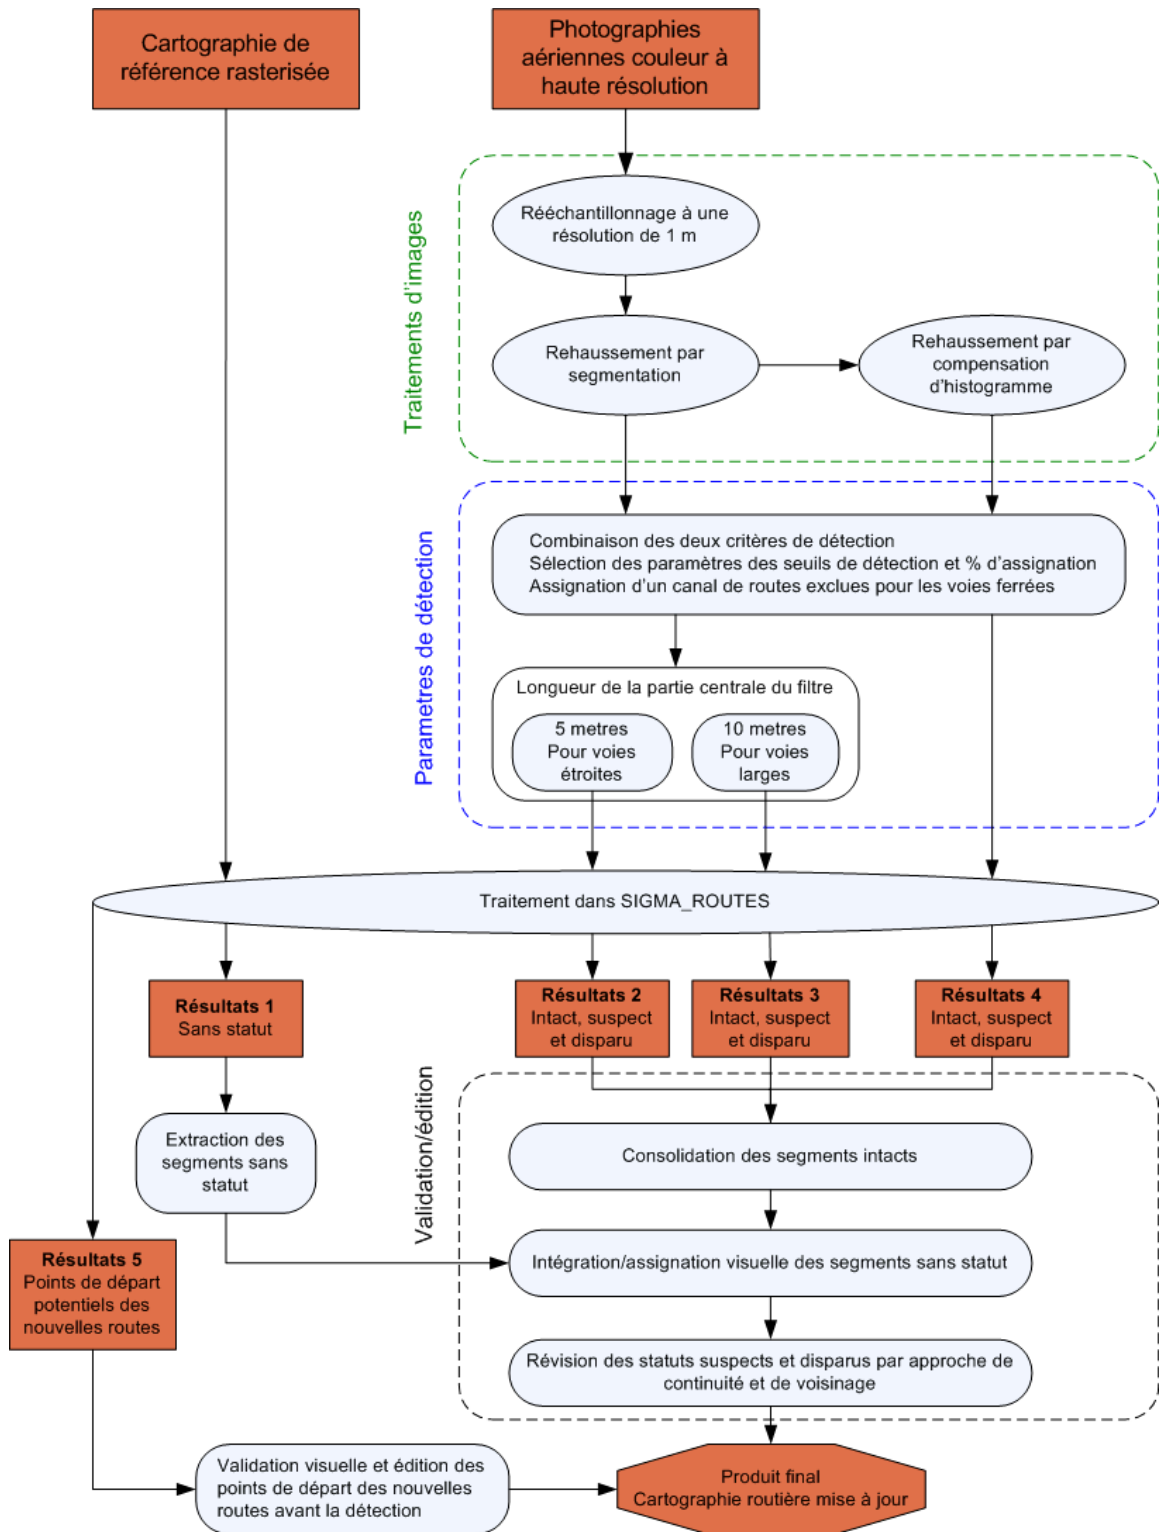 Cartographie de
référence rasterisée
Photographies
aériennes couleur à
haute résolution
Traitements d'images
Rééchantillonnage à une
résolution de 1 m
Rehaussement par
segmentation
Rehaussement par
compensation
d'histogramme
Parametres de détection
Combinaison des deux critères de détection
Sélection des paramètres des seuils de détection et % d'assignation
Assignation d'un canal de routes exclues pour les voies ferrées
Longueur de la partie centrale du filtre
5 metres
Pour voies
étroites
10 metres
Pour voies
larges
Traitement dans SIGMA_ROUTES
Résultats 1
Sans statut
Résultats 2
Intact, suspect
et disparu
Résultats 3
Intact, suspect
et disparu
Résultats 4
Intact, suspect
et disparu
Validation/édition
Extraction des
segments sans
statut
Consolidation des segments intacts
Intégration/assignation visuelle des segments sans statut
Résultats 5
Points de départ
potentiels des
nouvelles routes
Révision des statuts suspects et disparus par approche de
continuité et de voisinage
Validation visuelle et édition des
points de départ des nouvelles
routes avant la détection
Produit final
Cartographie routière mise à jour